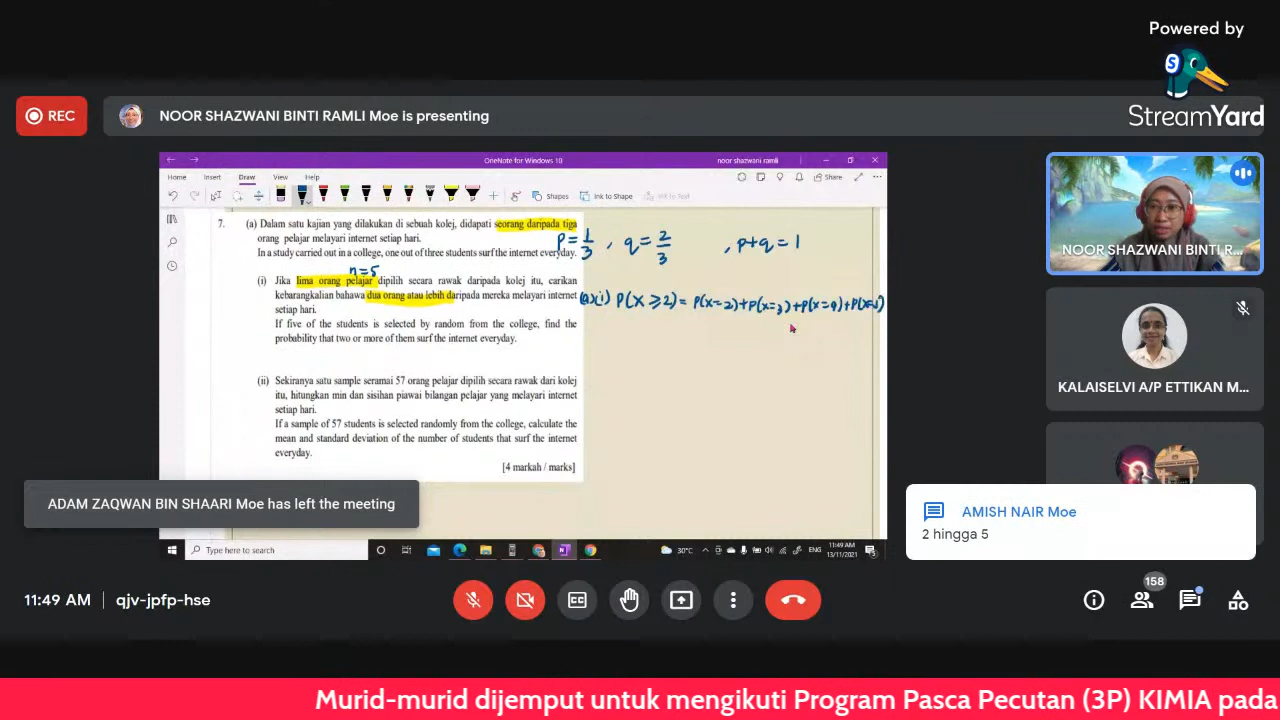 Powered by
StreamYard
REC
NOOR SHAZWANI BINTI RAMLI Moe is presenting
OneNote for Windows 10
noor shazwani ramli
Home Insert Draw View Help
Shapes
Ink to Shape
Ink to Text
Share
7. (a) Dalam satu kajian yang dilakukan di sebuah kolej, didapati seorang daripada tiga
orang pelajar melayari internet setiap hari.
In a study carried out in a college, one out of three students surf the internet everyday.
p = 1/3 , q = 2/3 , p+q = 1
n=5
(i) Jika lima orang pelajar dipilih secara rawak daripada kolej itu, carikan
kebarangkalian bahawa dua orang atau lebih daripada mereka melayari internet
setiap hari.
If five of the students is selected by random from the college, find the
probability that two or more of them surf the internet everyday.
(a)(i) P(X ≥ 2) = P(X=2)+P(X=3)+P(X=4)+P(X=5)
(ii) Sekiranya satu sample seramai 57 orang pelajar dipilih secara rawak dari kolej
itu, hitungkan min dan sisihan piawai bilangan pelajar yang melayari internet
setiap hari.
If a sample of 57 students is selected randomly from the college, calculate the
mean and standard deviation of the number of students that surf the internet
everyday.
[4 markah / marks]
Type here to search
30°C
ENG
11:49 AM
13/11/2021
NOOR SHAZWANI BINTI R...
KALAISELVI A/P ETTIKAN M...
ADAM ZAQWAN BIN SHAARI Moe has left the meeting
AMISH NAIR Moe
2 hingga 5
11:49 AM | qjv-jpfp-hse
158
Murid-murid dijemput untuk mengikuti Program Pasca Pecutan (3P) KIMIA pada